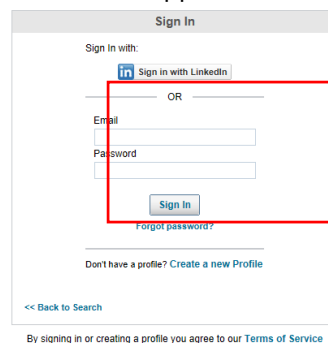 Sign In
Sign In with:
in Sign in with LinkedIn
OR
Email
Password
Sign In
Forgot password?
Don't have a profile? Create a new Profile
<< Back to Search
By signing in or creating a profile you agree to our Terms of Service